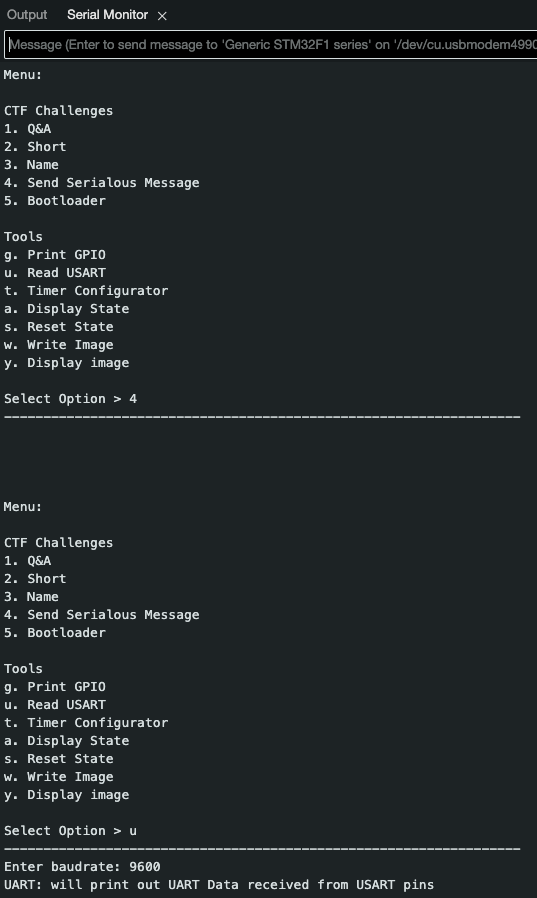 Output Serial Monitor
Message (Enter to send message to 'Generic STM32F1 series' on '/dev/cu.usbmodem4990
Menu:
CTF Challenges
1. Q&A
2. Short
3. Name
4. Send Serialous Message
5. Bootloader
Tools
g. Print GPIO
u. Read USART
t. Timer Configurator
a. Display State
s. Reset State
w. Write Image
y. Display image
Select Option > 4
------------------------------------------------------------------
Menu:
CTF Challenges
1. Q&A
2. Short
3. Name
4. Send Serialous Message
5. Bootloader
Tools
g. Print GPIO
u. Read USART
t. Timer Configurator
a. Display State
s. Reset State
w. Write Image
y. Display image
Select Option > u
------------------------------------------------------------------
Enter baudrate: 9600
UART: will print out UART Data received from USART pins